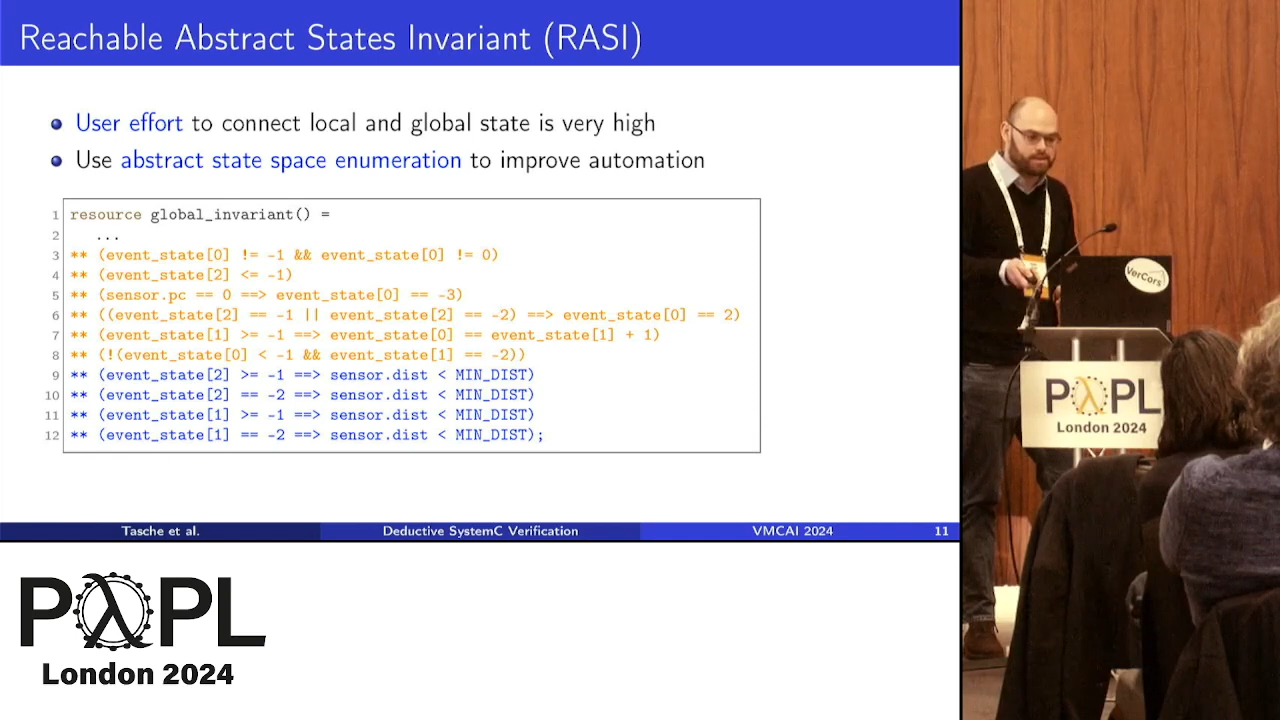 Reachable Abstract States Invariant (RASI)
User effort to connect local and global state is very high
Use abstract state space enumeration to improve automation
1 resource global_invariant() =
2 ...
3 ** (event_state[0] != -1 && event_state[0] != 0)
4 ** (event_state[2] <= -1)
5 ** (sensor.pc == 0 ==> event_state[0] == -3)
6 ** ((event_state[2] == -1 || event_state[2] == -2) ==> event_state[0] == 2)
7 ** (event_state[1] >= -1 ==> event_state[0] == event_state[1] + 1)
8 ** (!(event_state[0] < -1 && event_state[1] == -2))
9 ** (event_state[2] >= -1 ==> sensor.dist < MIN_DIST)
10 ** (event_state[2] == -2 ==> sensor.dist < MIN_DIST)
11 ** (event_state[1] >= -1 ==> sensor.dist < MIN_DIST)
12 ** (event_state[1] == -2 ==> sensor.dist < MIN_DIST);
Tasche et al. Deductive SystemC Verification VMCAI 2024 11
PλPL
London 2024
VerCors
PλPL
London 2024